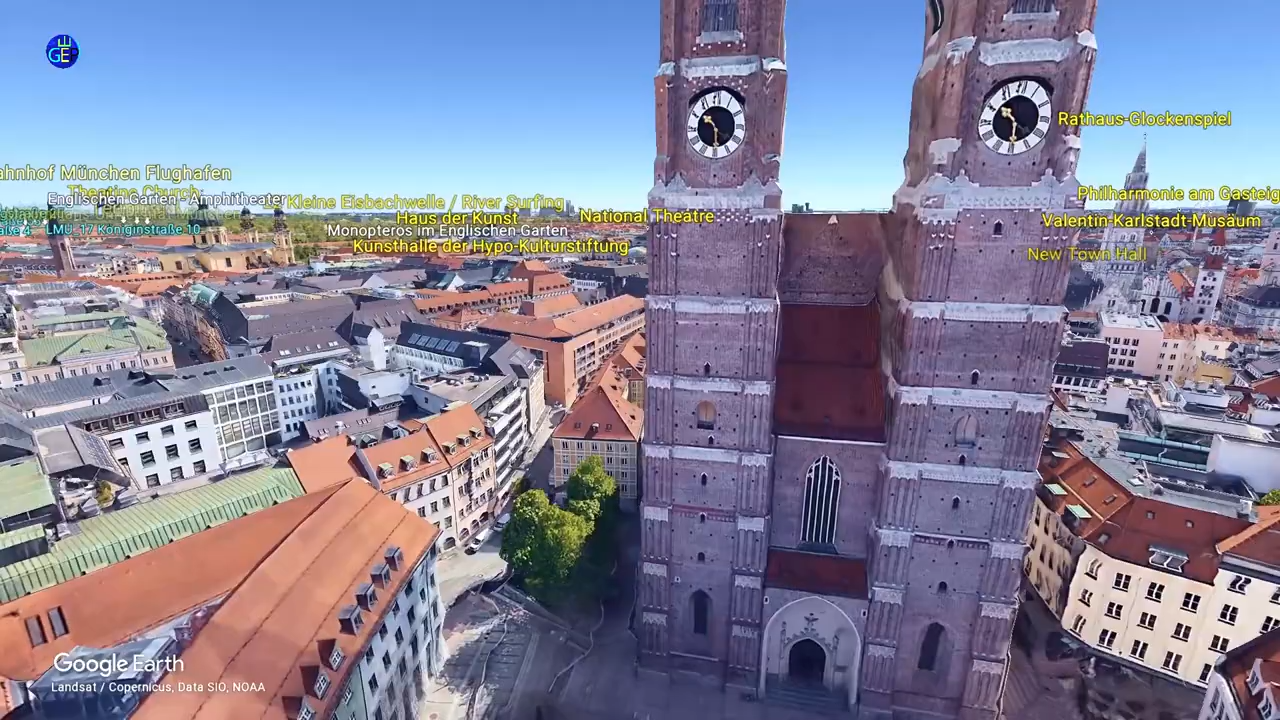 GEP
Rathaus-Glockenspiel
ahnhof München Flughafen
Theatine Church
Philharmonie am Gasteig
Englischen Garten - Amphitheater
Kleine Eisbachwelle / River Surfing
Haus der Kunst
National Theatre
Valentin-Karlstadt-Musäum
LMU-17 Königinstraße 10
Monopteros im Englischen Garten
Kunsthalle der Hypo-Kulturstiftung
New Town Hall
Google Earth
Landsat / Copernicus, Data SIO, NOAA